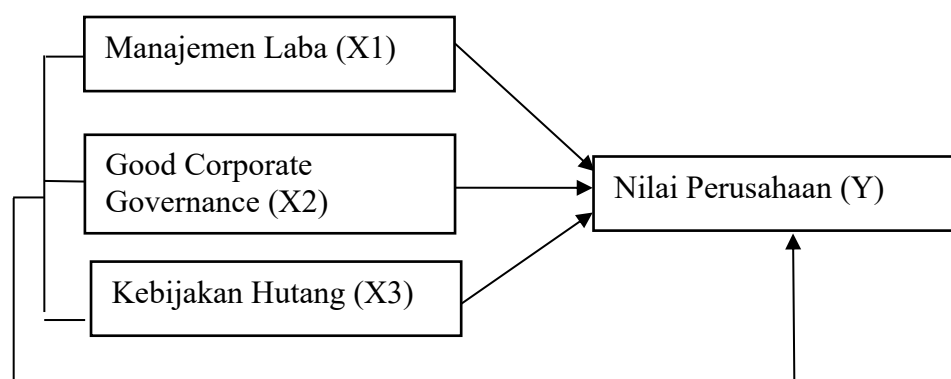 Manajemen Laba (X1)
Good Corporate
Governance (X2)
Nilai Perusahaan (Y)
Kebijakan Hutang (X3)